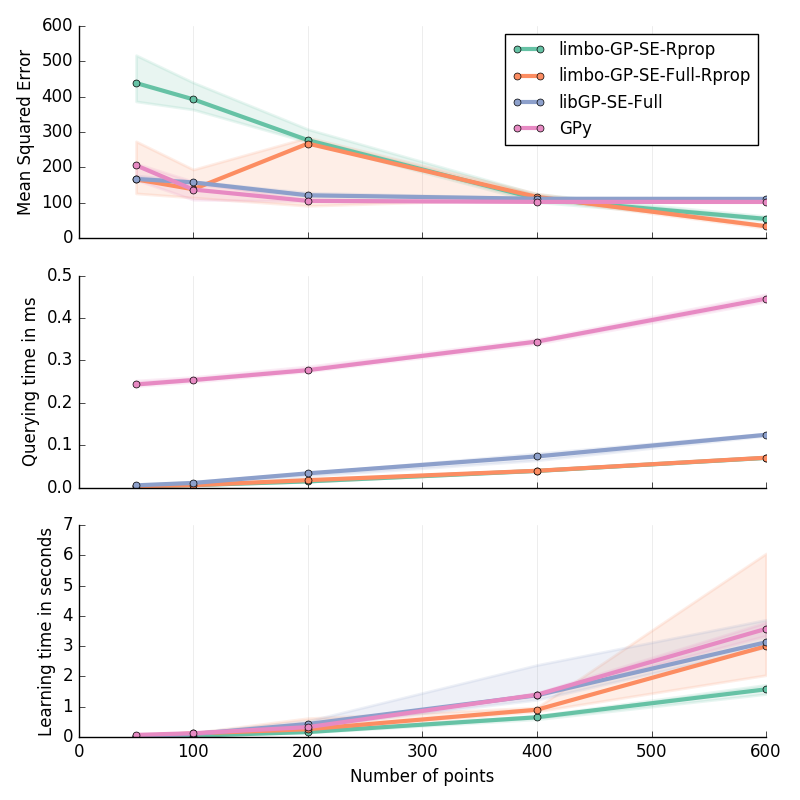 600
500
400
300
200
100
0
Mean Squared Error
limbo-GP-SE-Rprop
limbo-GP-SE-Full-Rprop
libGP-SE-Full
GPy
0.5
0.4
0.3
0.2
0.1
0.0
Querying time in ms
7
6
5
4
3
2
1
0
Learning time in seconds
0 100 200 300 400 500 600
Number of points